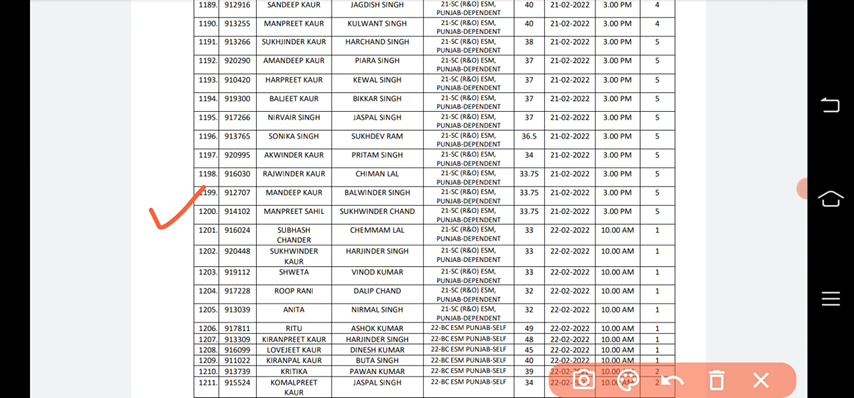 1189. 912916 SANDEEP KAUR JAGDISH SINGH 21-SC (R&O) ESM, PUNJAB-DEPENDENT 40 21-02-2022 3.00 PM 4
1190. 913255 MANPREET KAUR KULWANT SINGH 21-SC (R&O) ESM, PUNJAB-DEPENDENT 40 21-02-2022 3.00 PM 4
1191. 913266 SUKHJINDER KAUR HARCHAND SINGH 21-SC (R&O) ESM, PUNJAB-DEPENDENT 38 21-02-2022 3.00 PM 5
1192. 920290 AMANDEEP KAUR PIARA SINGH 21-SC (R&O) ESM, PUNJAB-DEPENDENT 37 21-02-2022 3.00 PM 5
1193. 910420 HARPREET KAUR KEWAL SINGH 21-SC (R&O) ESM, PUNJAB-DEPENDENT 37 21-02-2022 3.00 PM 5
1194. 919300 BALJEET KAUR BIKKAR SINGH 21-SC (R&O) ESM, PUNJAB-DEPENDENT 37 21-02-2022 3.00 PM 5
1195. 917266 NIRVAIR SINGH JASPAL SINGH 21-SC (R&O) ESM, PUNJAB-DEPENDENT 37 21-02-2022 3.00 PM 5
1196. 913765 SONIKA SINGH SUKHDEV RAM 21-SC (R&O) ESM, PUNJAB-DEPENDENT 36.5 21-02-2022 3.00 PM 5
1197. 920995 AKWINDER KAUR PRITAM SINGH 21-SC (R&O) ESM, PUNJAB-DEPENDENT 34 21-02-2022 3.00 PM 5
1198. 916030 RAJWINDER KAUR CHIMAN LAL 21-SC (R&O) ESM, PUNJAB-DEPENDENT 33.75 21-02-2022 3.00 PM 5
1199. 912707 MANDEEP KAUR BALWINDER SINGH 21-SC (R&O) ESM, PUNJAB-DEPENDENT 33.75 21-02-2022 3.00 PM 5
1200. 914102 MANPREET SAHIL SUKHWINDER CHAND 21-SC (R&O) ESM, PUNJAB-DEPENDENT 33.75 21-02-2022 3.00 PM 5
1201. 916024 SUBHASH CHANDER CHEMMAM LAL 21-SC (R&O) ESM, PUNJAB-DEPENDENT 33 22-02-2022 10.00 AM 1
1202. 920448 SUKHWINDER KAUR HARJINDER SINGH 21-SC (R&O) ESM, PUNJAB-DEPENDENT 33 22-02-2022 10.00 AM 1
1203. 919112 SHWETA VINOD KUMAR 21-SC (R&O) ESM, PUNJAB-DEPENDENT 33 22-02-2022 10.00 AM 1
1204. 917228 ROOP RANI DALIP CHAND 21-SC (R&O) ESM, PUNJAB-DEPENDENT 32 22-02-2022 10.00 AM 1
1205. 913039 ANITA NIRMAL SINGH 21-SC (R&O) ESM, PUNJAB-DEPENDENT 32 22-02-2022 10.00 AM 1
1206. 917811 RITU ASHOK KUMAR 22-BC ESM PUNJAB-SELF 49 22-02-2022 10.00 AM 1
1207. 913309 KIRANPREET KAUR HARJINDER SINGH 22-BC ESM PUNJAB-SELF 48 22-02-2022 10.00 AM 1
1208. 916099 LOVEJEET KAUR DINESH KUMAR 22-BC ESM PUNJAB-SELF 45 22-02-2022 10.00 AM 1
1209. 911022 KIRANPAL KAUR BUTA SINGH 22-BC ESM PUNJAB-SELF 40 22-02-2022 10.00 AM 1
1210. 913739 KRITIKA PAWAN KUMAR 22-BC ESM PUNJAB-SELF 39 22-02-2022 10.00 AM 2
1211. 915524 KOMALPREET KAUR JASPAL SINGH 22-BC ESM PUNJAB-SELF 34 22-02-2022 10.00 AM 2